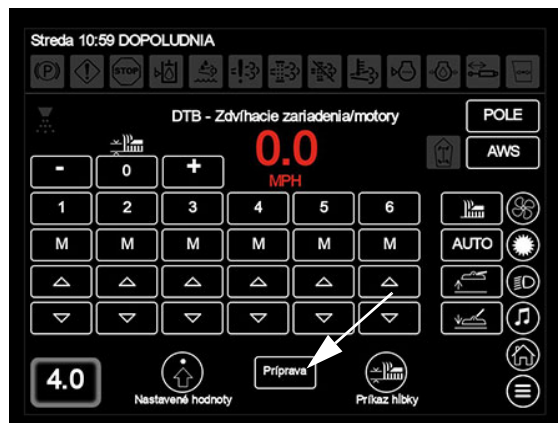 Streda 10:59 DOPOLUDNIA
STOP
DTB - Zdvíhacie zariadenia/motory
POLE
0.0
AWS
- 0 +
MPH
1 2 3 4 5 6
M M M M M M AUTO
4.0
Príprava
Nastavené hodnoty
Príkaz hĺbky